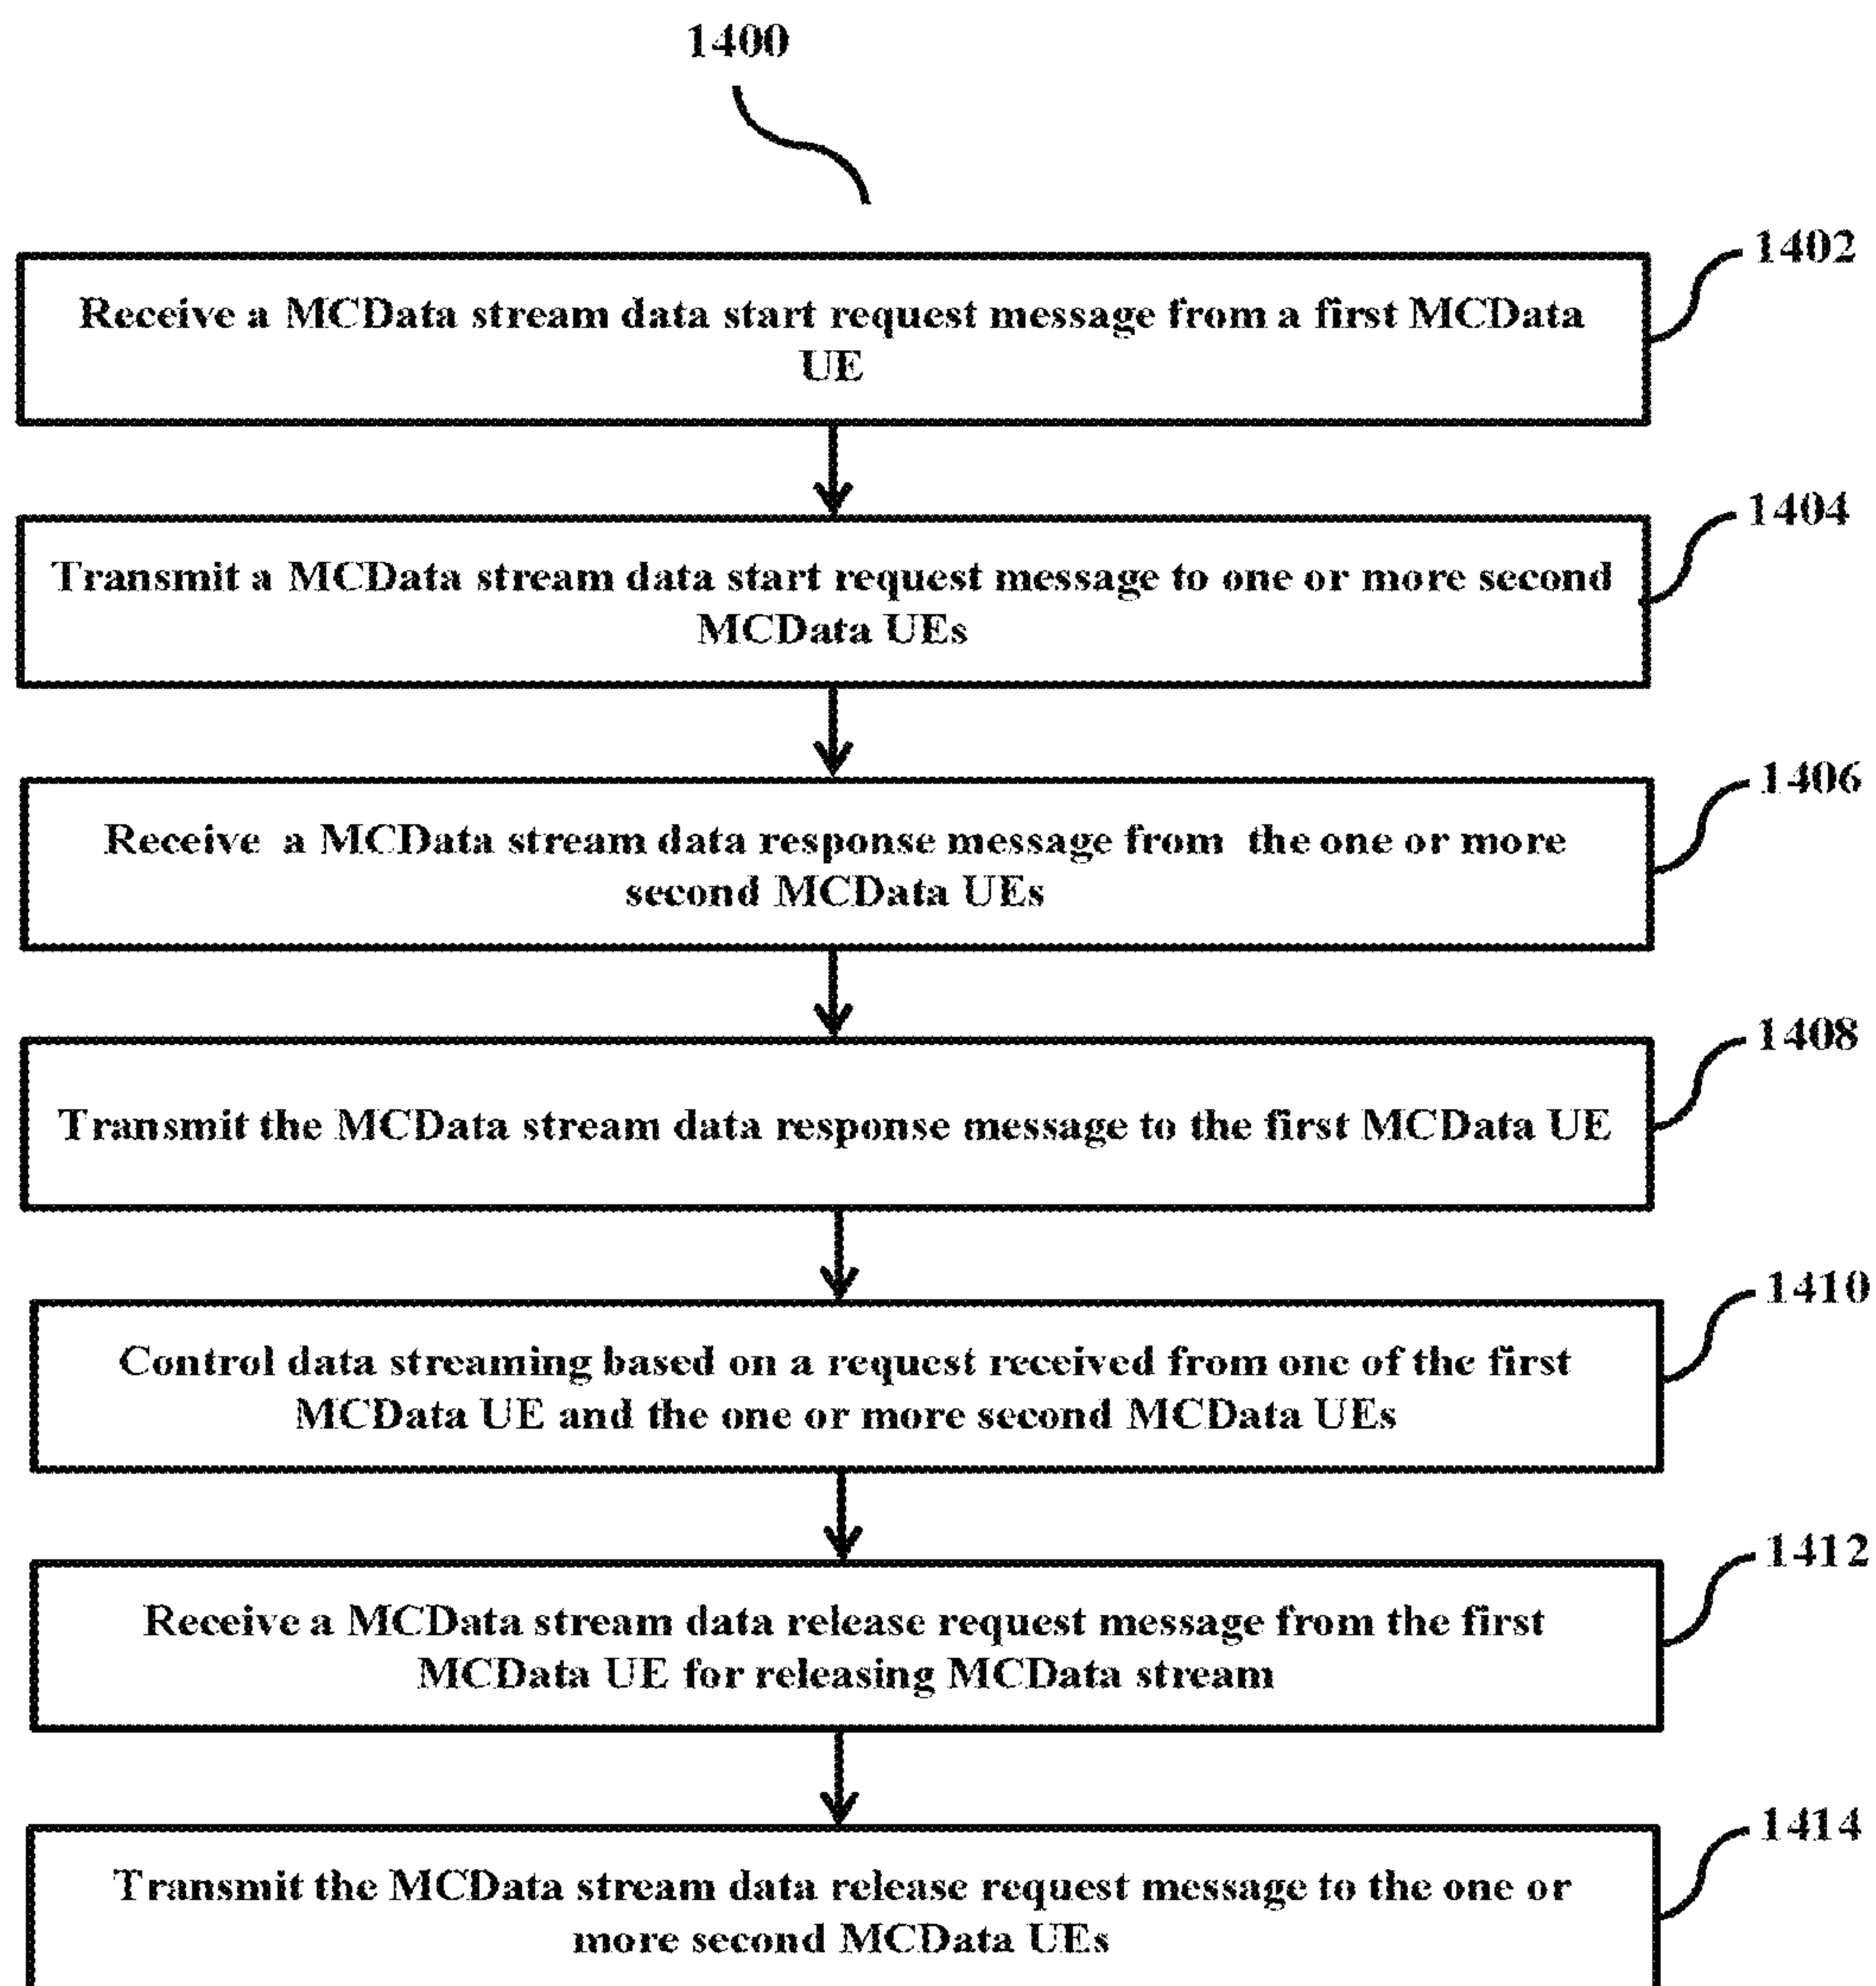 1400
1402
Receive a MCData stream data start request message from a first MCData
UE
1404
Transmit a MCData stream data start request message to one or more second
MCData UEs
1406
Receive a MCData stream data response message from the one or more
second MCData UEs
1408
Transmit the MCData stream data response message to the first MCData UE
1410
Control data streaming based on a request received from one of the first
MCData UE and the one or more second MCData UEs
1412
Receive a MCData stream data release request message from the first
MCData UE for releasing MCData stream
1414
Transmit the MCData stream data release request message to the one or
more second MCData UEs